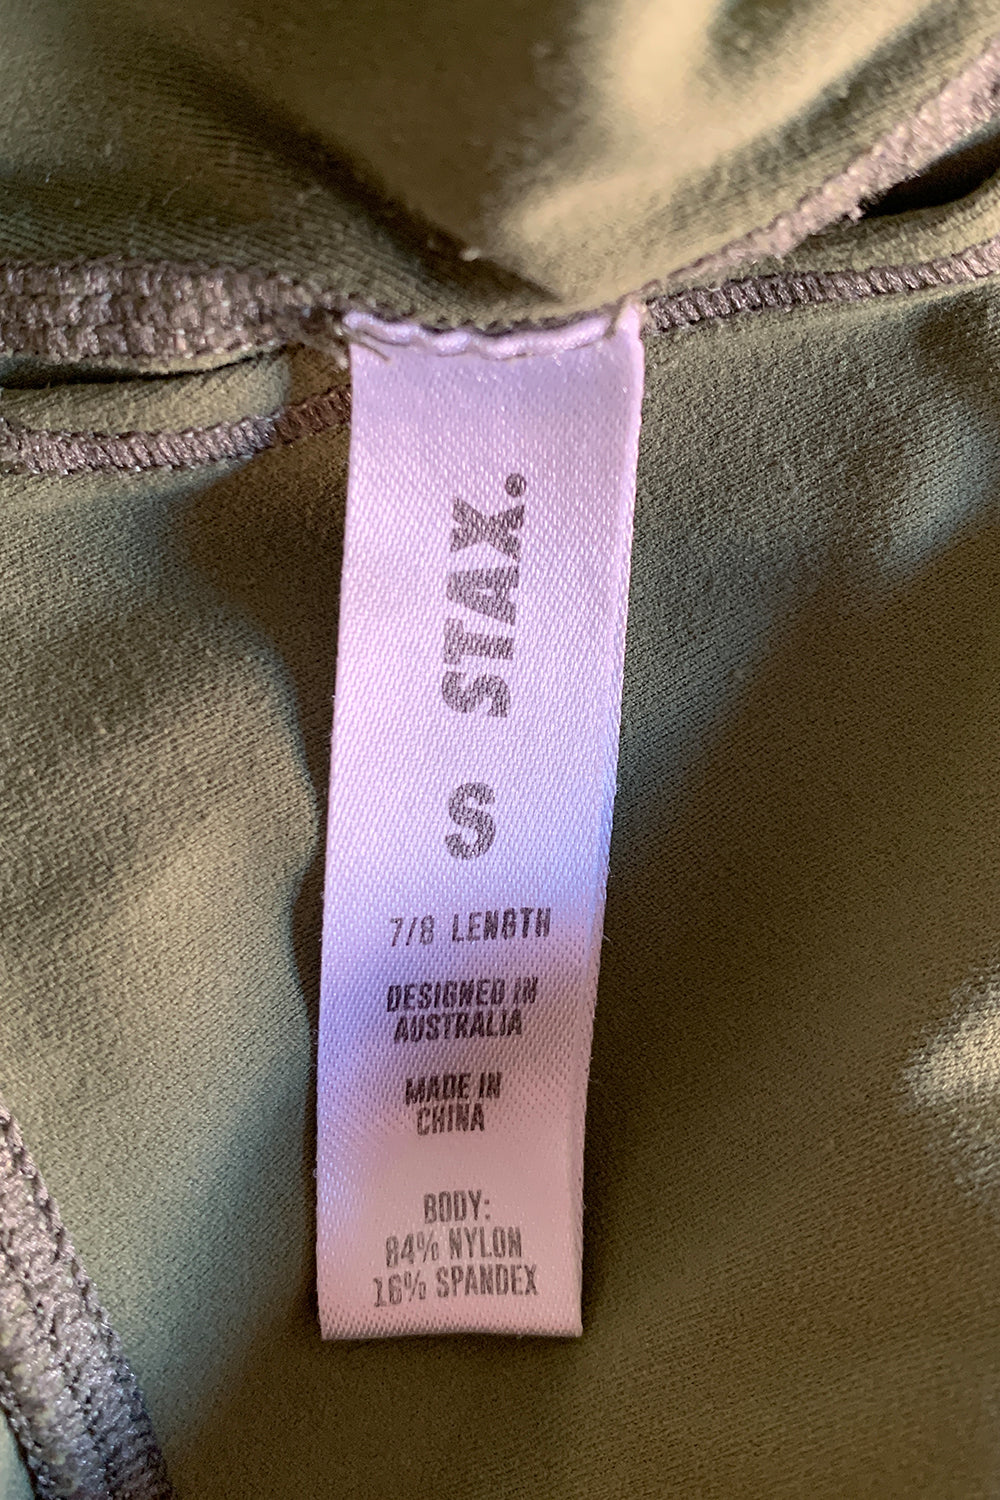 STAX.
S
7/8 LENGTH
DESIGNED IN
AUSTRALIA
MADE IN
CHINA
BODY:
84% NYLON
16% SPANDEX